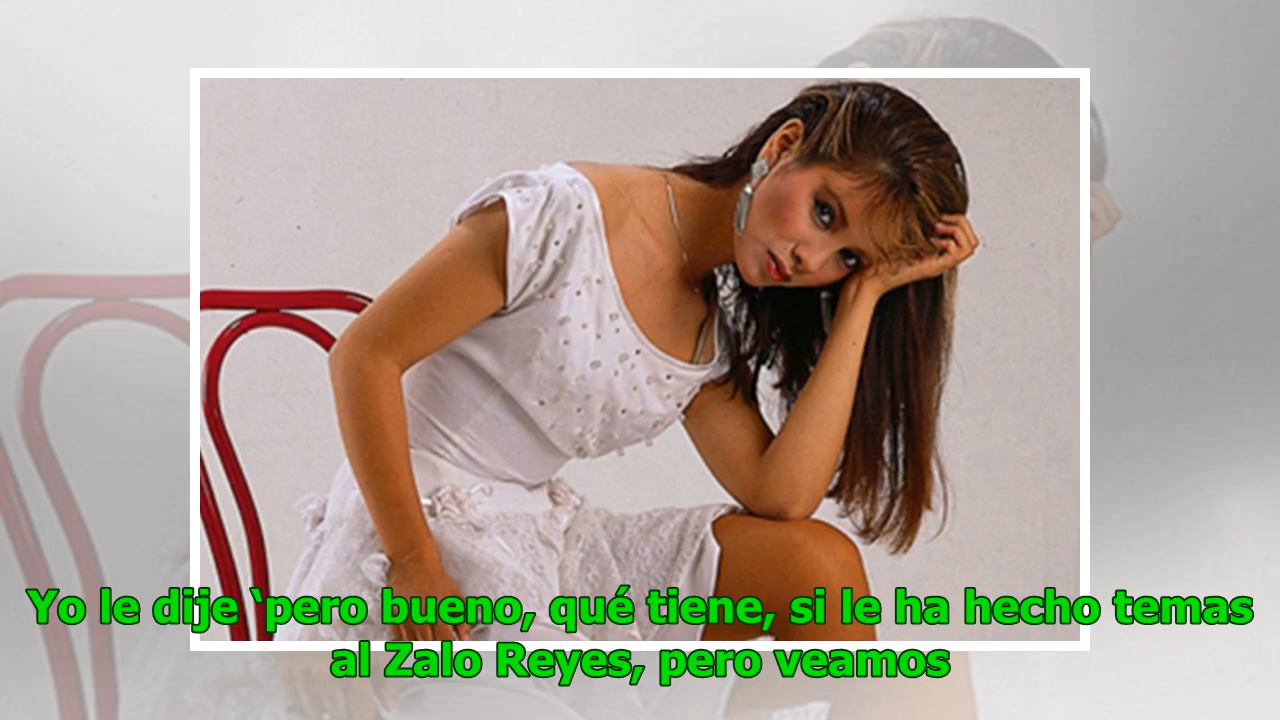 Yo le dije ‘pero bueno, qué tiene, si le ha hecho temas
al Zalo Reyes, pero veamos